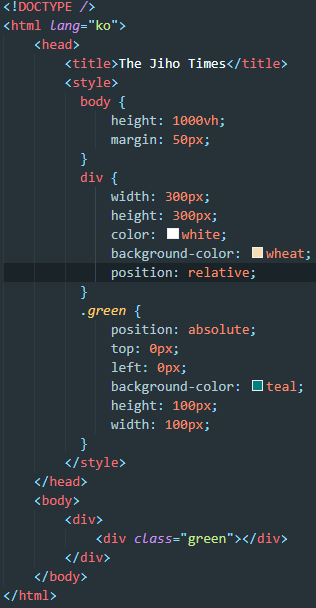 <!DOCTYPE />
<html lang="ko">
<head>
<title>The Jiho Times</title>
<style>
body {
height: 1000vh;
margin: 50px;
}
div {
width: 300px;
height: 300px;
color: white;
background-color: wheat;
position: relative;
}
.green {
position: absolute;
top: 0px;
left: 0px;
background-color: teal;
height: 100px;
width: 100px;
}
</style>
</head>
<body>
<div>
<div class="green"></div>
</div>
</body>
</html>